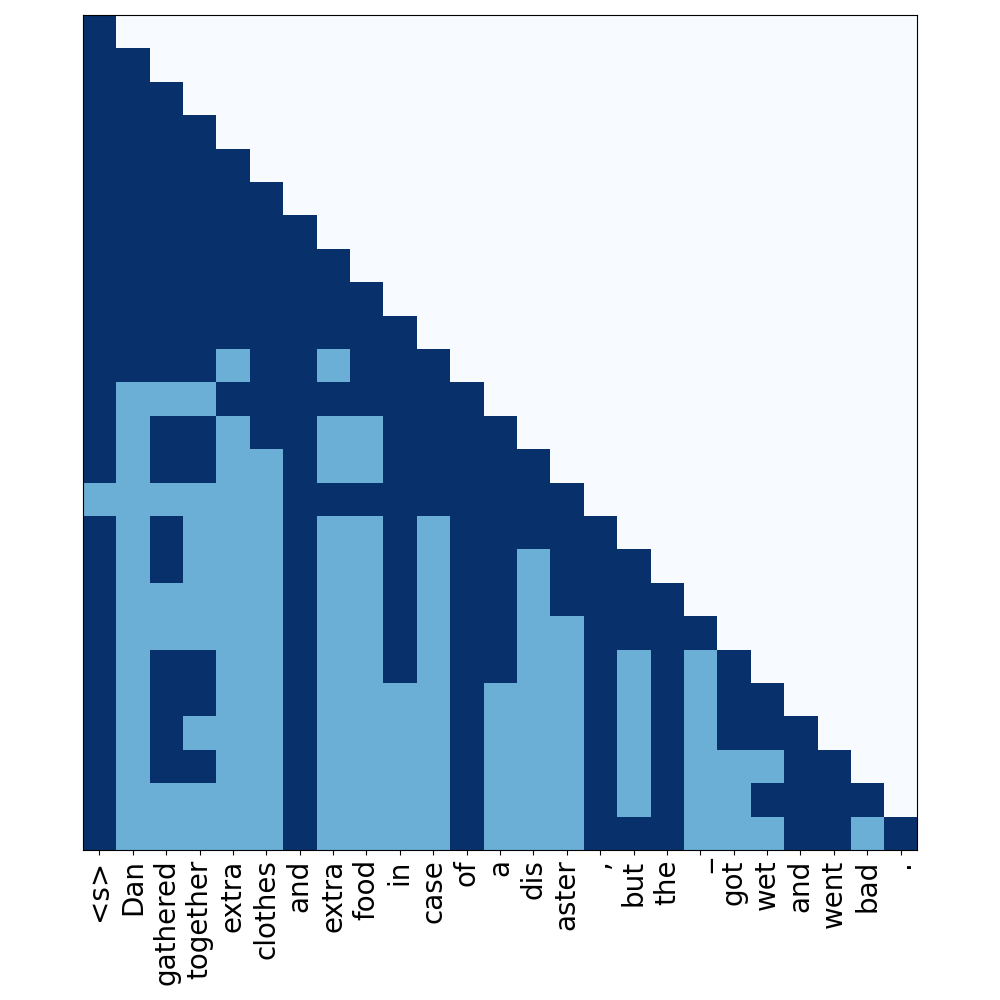 <s> Dan gathered together extra clothes and extra food in case of a dis aster , but the _ got wet and went bad .